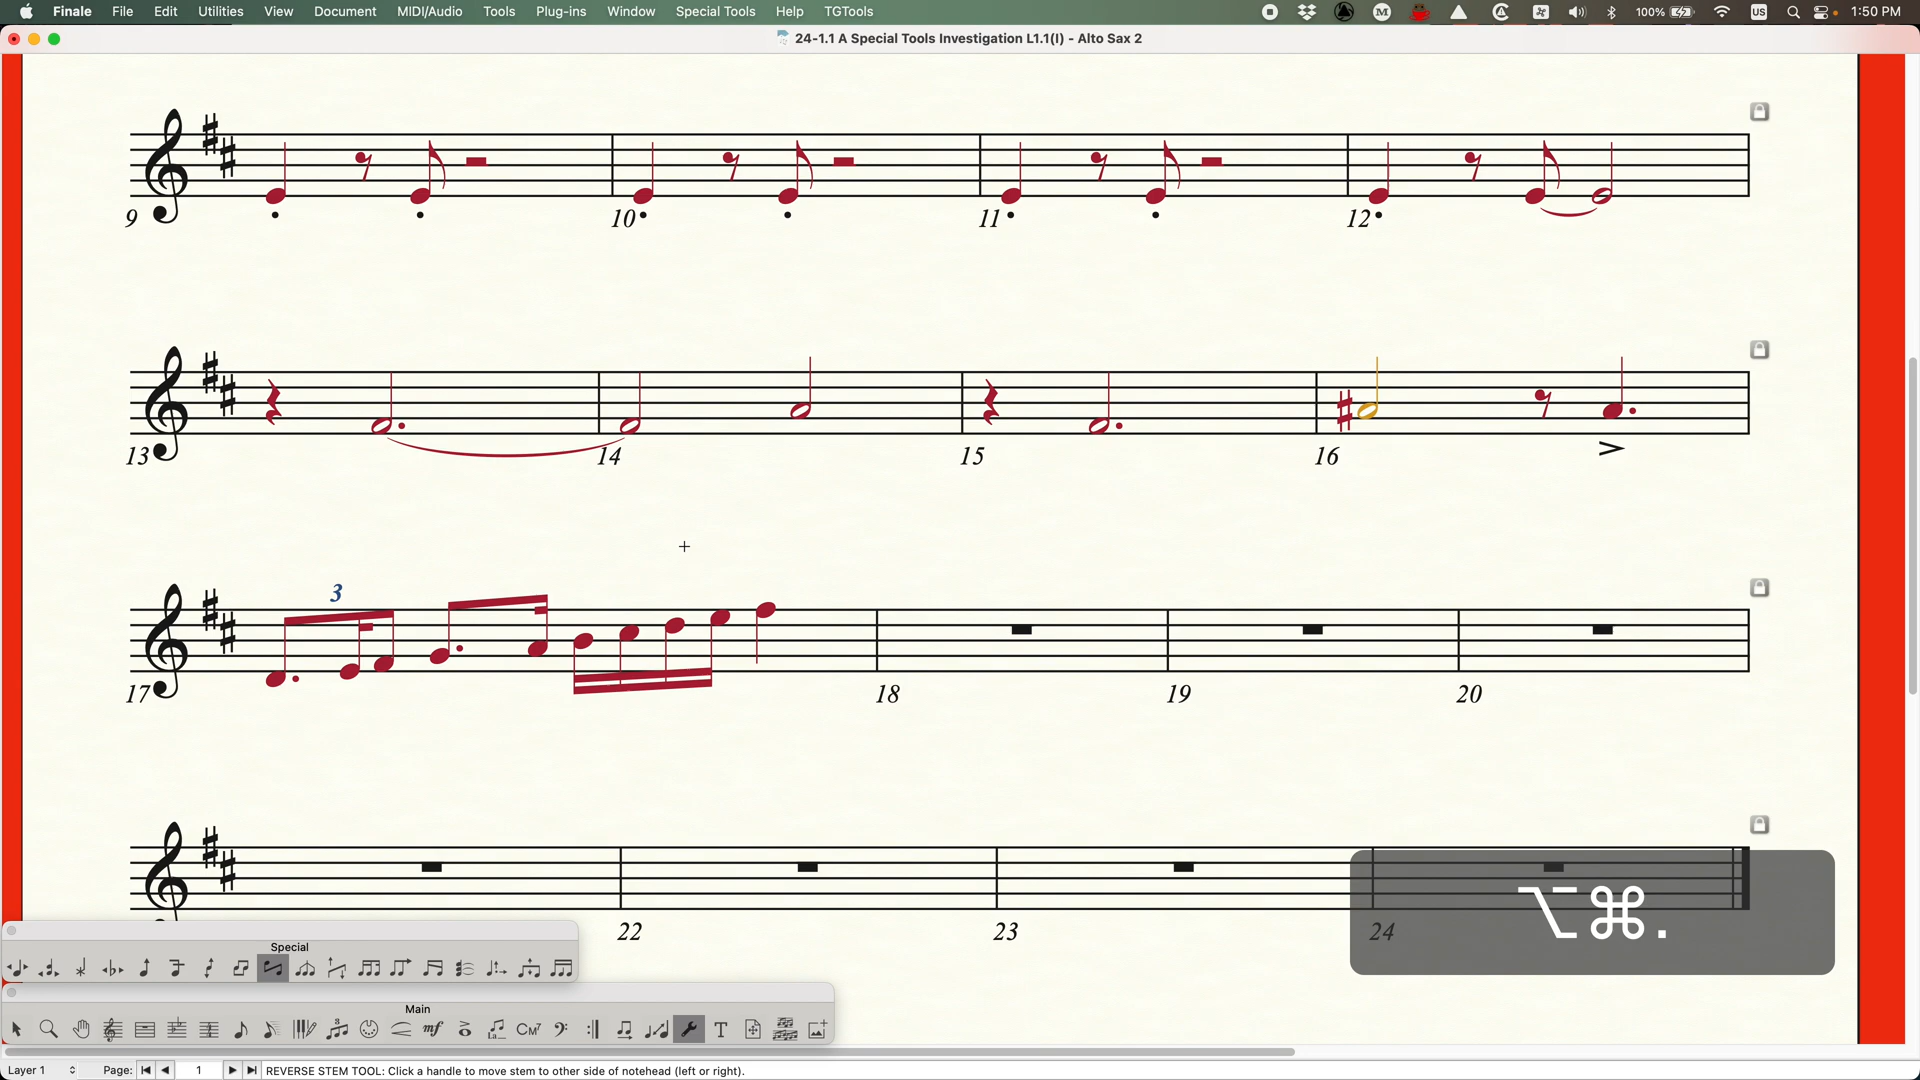 Finale File Edit Utilities View Document MIDI/Audio Tools Plug-ins Window Special Tools Help TGTools 100% US 1:50 PM
24-1.1 A Special Tools Investigation L1.1(I) - Alto Sax 2
9 10 11 12
13 14 15 16
3
17 18 19 20
22 23 24
⌥⌘.
Special
Main
mf CM7 T
Layer 1 Page: 1 REVERSE STEM TOOL: Click a handle to move stem to other side of notehead (left or right).